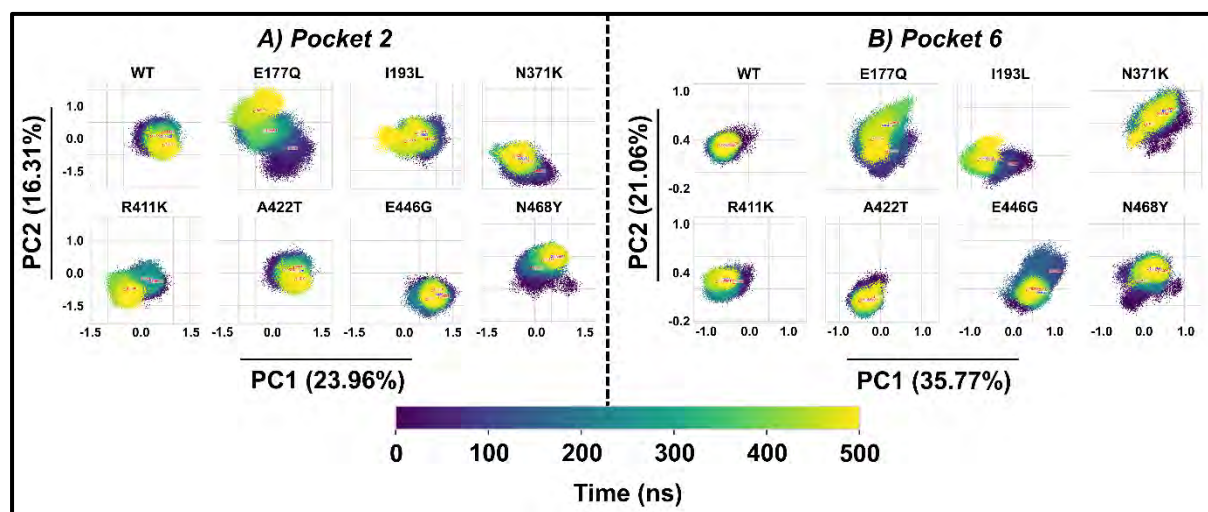 A) Pocket 2
WT E177Q I193L N371K
1.0
0.0
-1.5
R411K A422T E446G N468Y
1.0
0.0
-1.5
-1.5 0.0 1.5 -1.5 0.0 1.5 -1.5 0.0 1.5 -1.5 0.0 1.5
PC2 (16.31%)
PC1 (23.96%)
B) Pocket 6
WT E177Q I193L N371K
1.0
0.4
-0.2
R411K A422T E446G N468Y
1.0
0.4
-0.2
-1.0 0.0 1.0 -1.0 0.0 1.0 -1.0 0.0 1.0 -1.0 0.0 1.0
PC2 (21.06%)
PC1 (35.77%)
0 100 200 300 400 500
Time (ns)